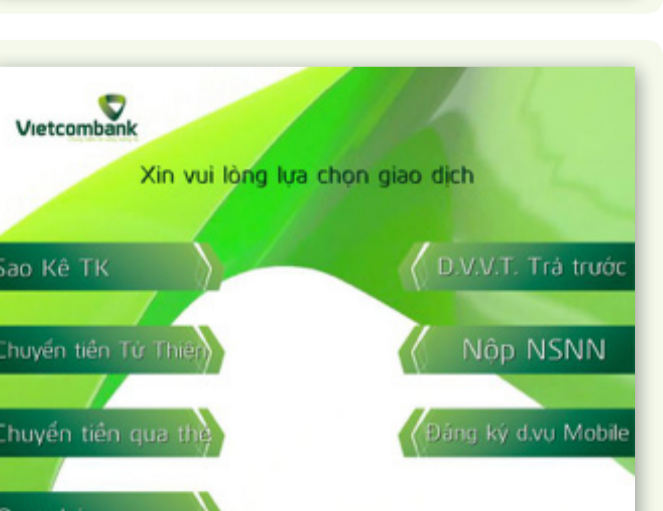 Vietcombank
Xin vui lòng lựa chọn giao dịch
Sao Kê TK
D.V.V.T. Trả trước
Chuyển tiền Từ Thiện
Nộp NSNN
Chuyển tiền qua thẻ
Đăng ký d.vụ Mobile